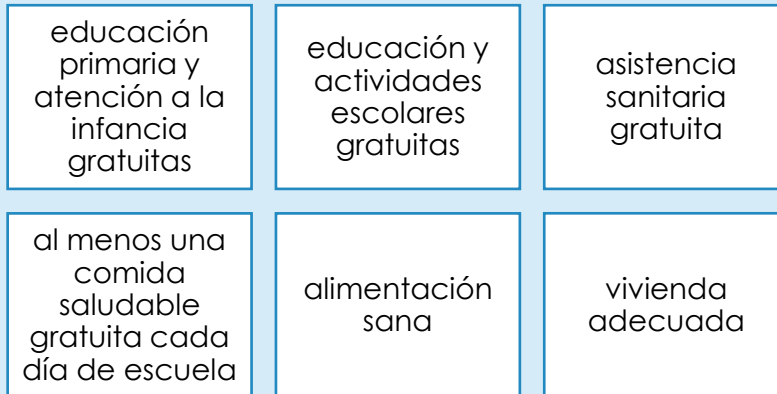 educación
primaria y
atención a la
infancia
gratuitas
educación y
actividades
escolares
gratuitas
asistencia
sanitaria
gratuita
al menos una
comida
saludable
gratuita cada
día de escuela
alimentación
sana
vivienda
adecuada